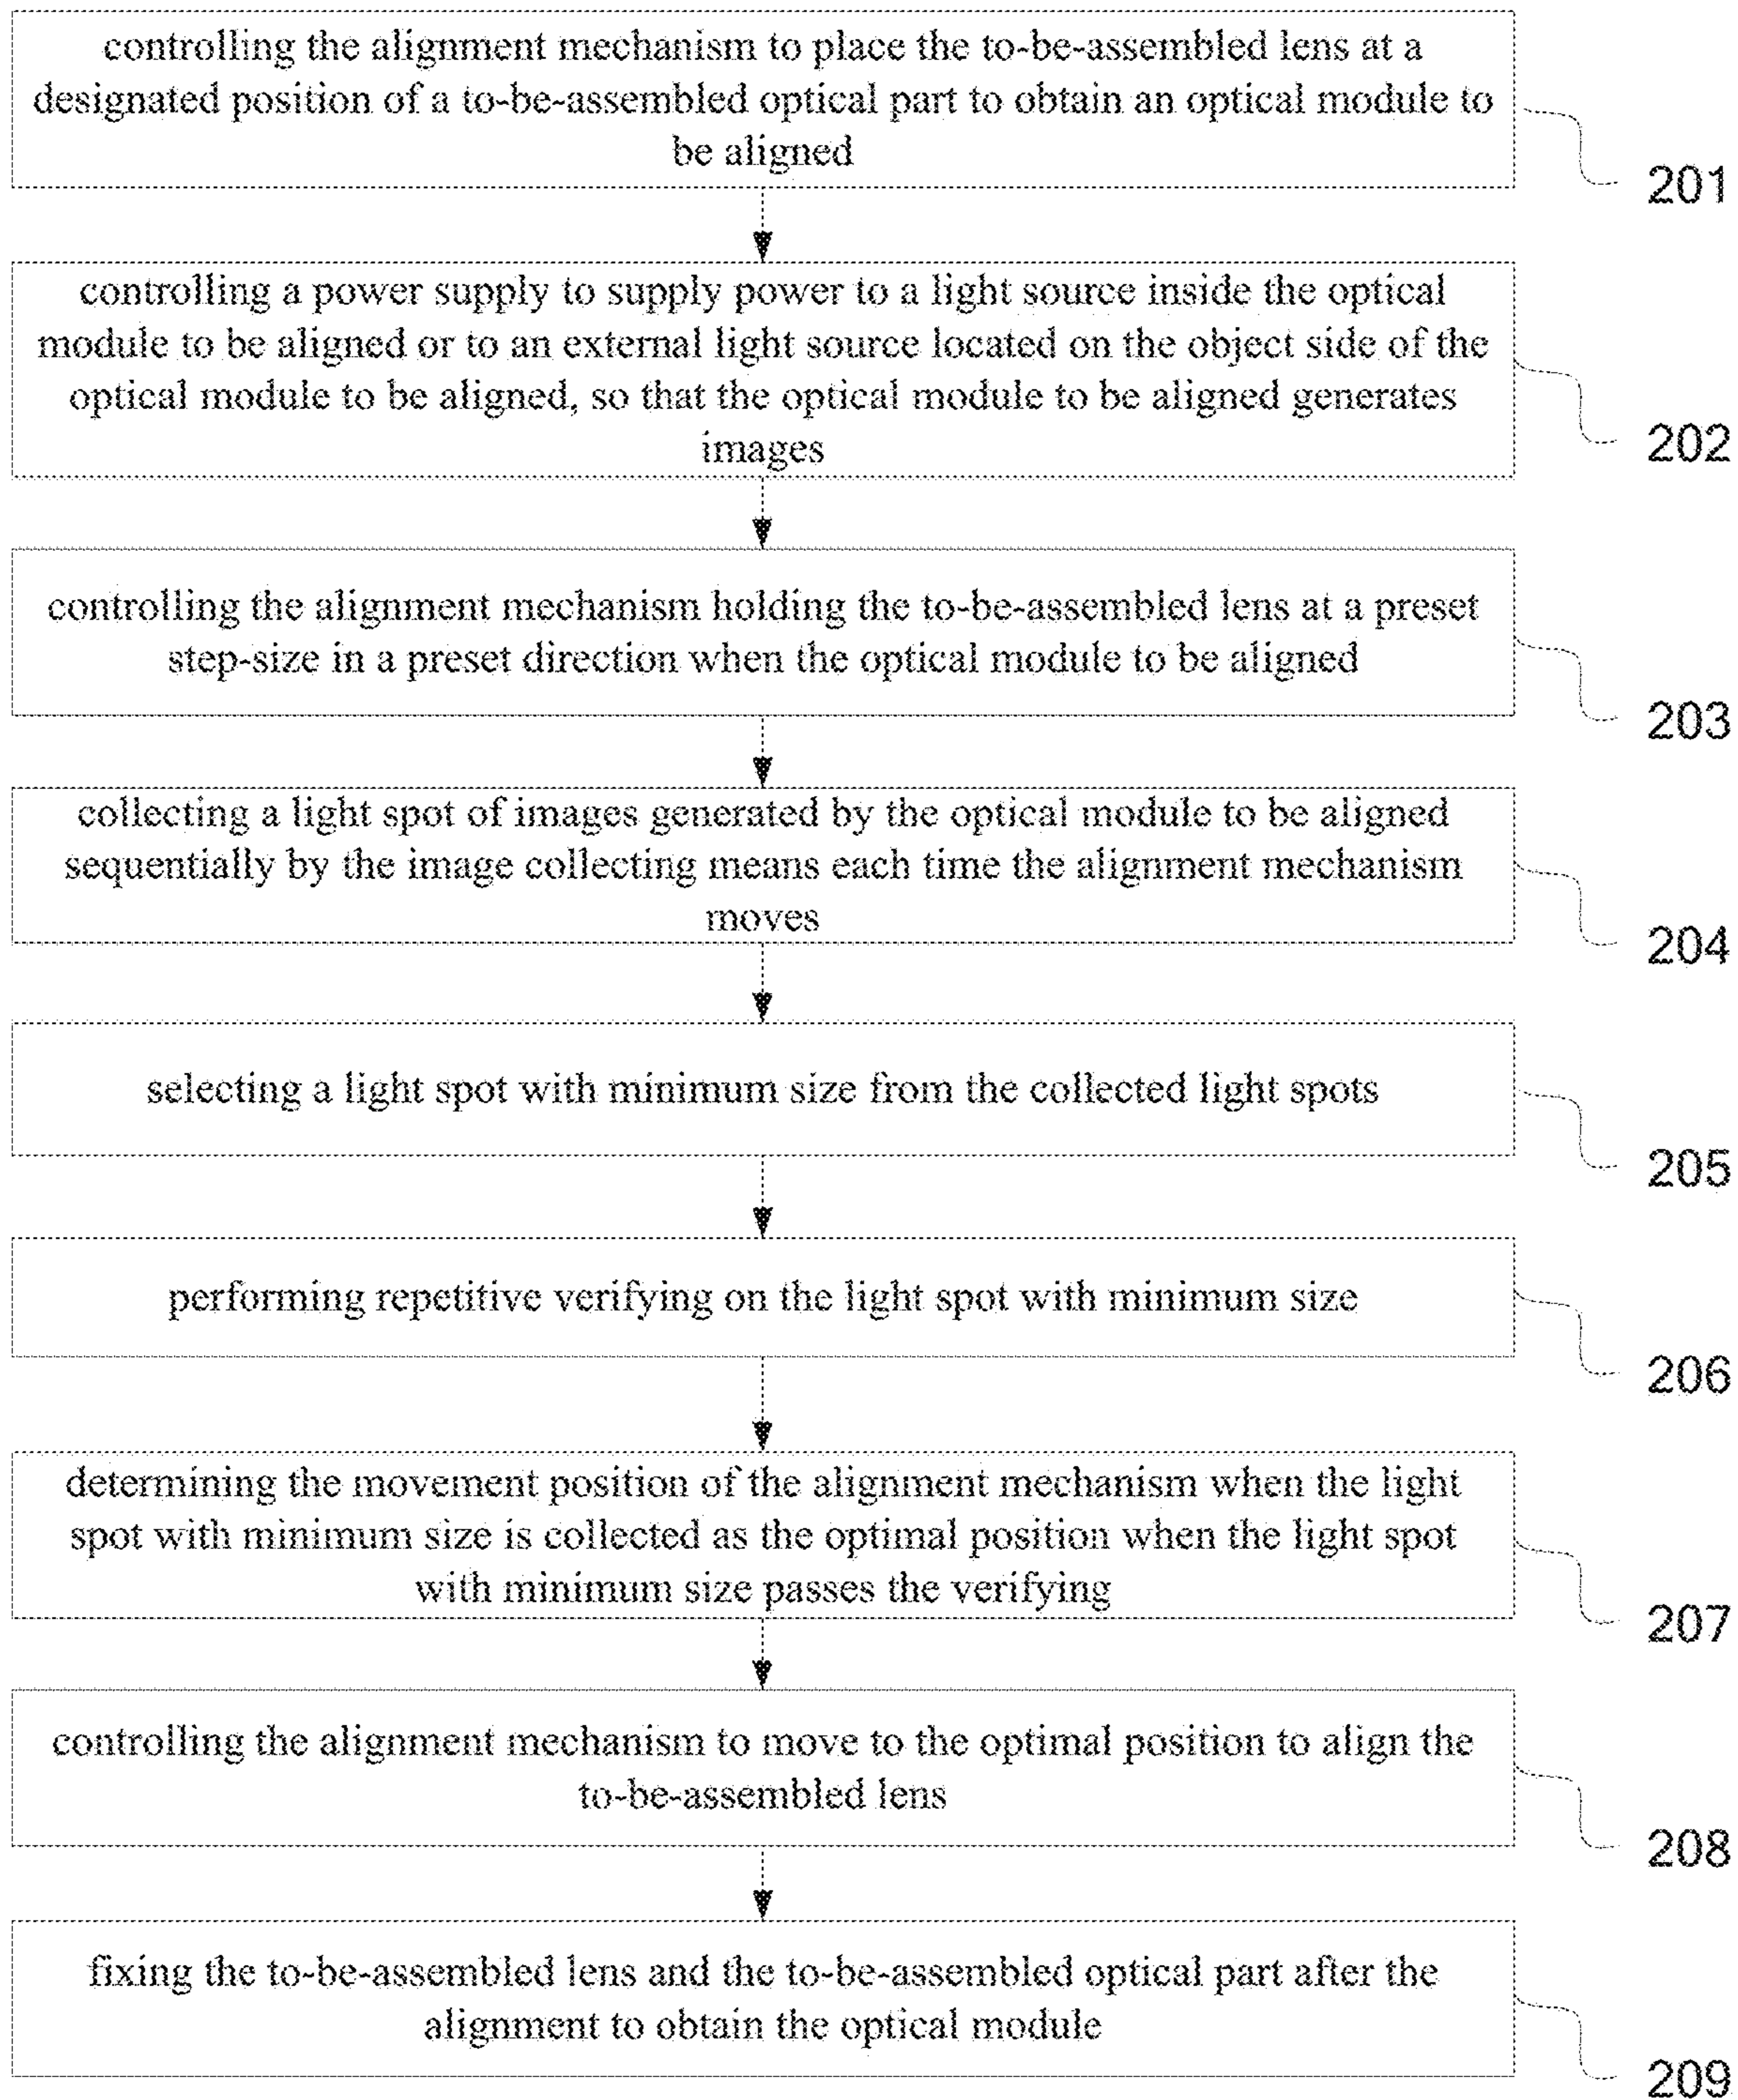 controlling the alignment mechanism to place the to-be-assembled lens at a
designated position of a to-be-assembled optical part to obtain an optical module to
be aligned
201
controlling a power supply to supply power to a light source inside the optical
module to be aligned or to an external light source located on the object side of the
optical module to be aligned, so that the optical module to be aligned generates
images
202
controlling the alignment mechanism holding the to-be-assembled lens at a preset
step-size in a preset direction when the optical module to be aligned
203
collecting a light spot of images generated by the optical module to be aligned
sequentially by the image collecting means each time the alignment mechanism
moves
204
selecting a light spot with minimum size from the collected light spots
205
performing repetitive verifying on the light spot with minimum size
206
determining the movement position of the alignment mechanism when the light
spot with minimum size is collected as the optimal position when the light spot
with minimum size passes the verifying
207
controlling the alignment mechanism to move to the optimal position to align the
to-be-assembled lens
208
fixing the to-be-assembled lens and the to-be-assembled optical part after the
alignment to obtain the optical module
209